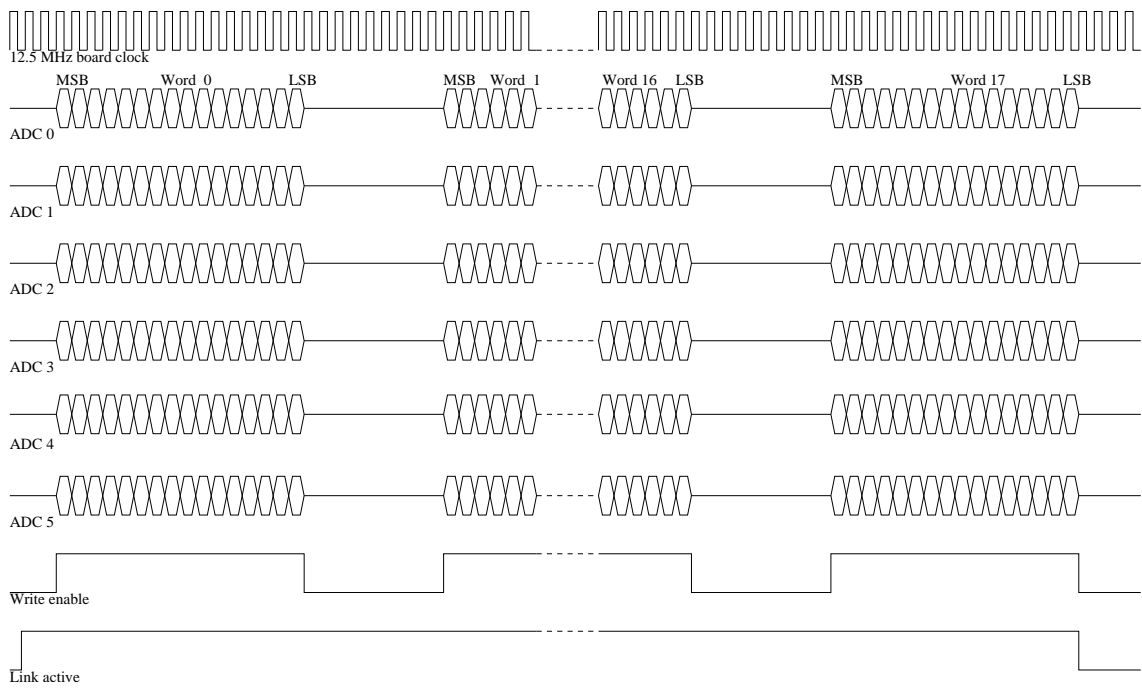 12.5 MHz board clock
MSB Word 0 LSB MSB Word 1 Word 16 LSB MSB Word 17 LSB
ADC 0
ADC 1
ADC 2
ADC 3
ADC 4
ADC 5
Write enable
Link active